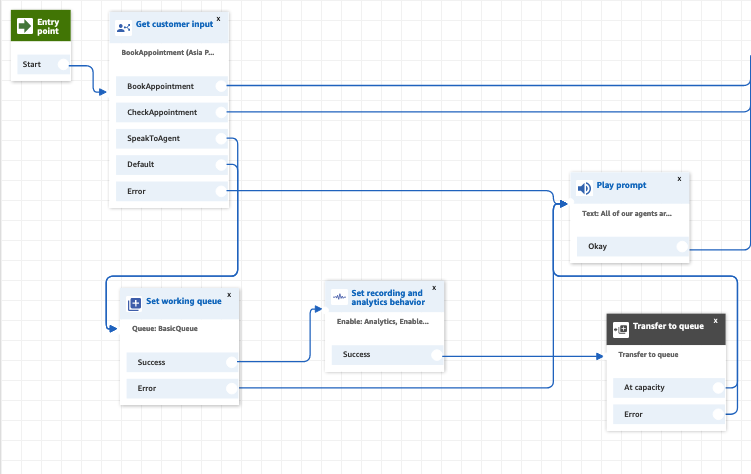 Entry
point
Start
Get customer input
x
BookAppointment (Asia P...
BookAppointment
CheckAppointment
SpeakToAgent
Default
Error
Play prompt
x
Text: All of our agents ar...
Okay
Set working queue
x
Queue: BasicQueue
Success
Error
Set recording and
analytics behavior
x
Enable: Analytics, Enable...
Success
Transfer to queue
x
Transfer to queue
At capacity
Error